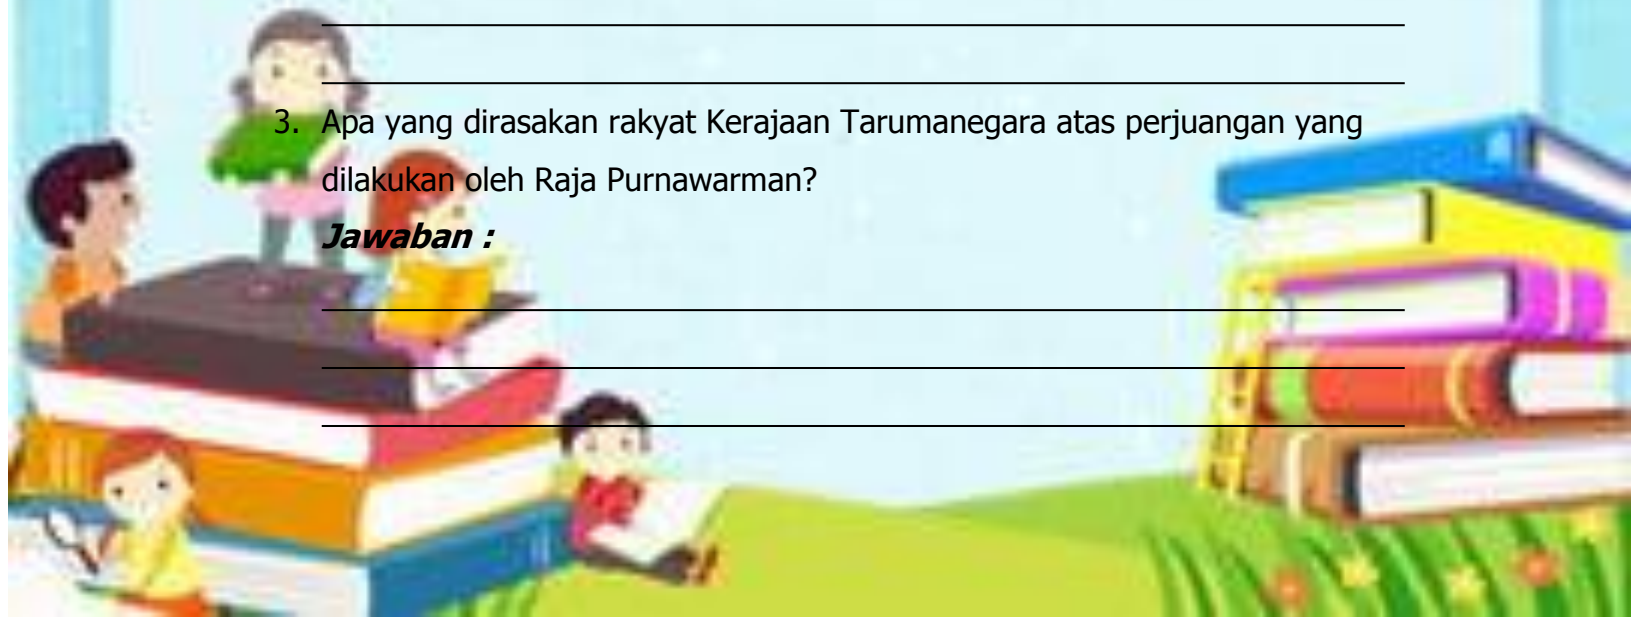 3. Apa yang dirasakan rakyat Kerajaan Tarumanegara atas perjuangan yang
dilakukan oleh Raja Purnawarman?
Jawaban :